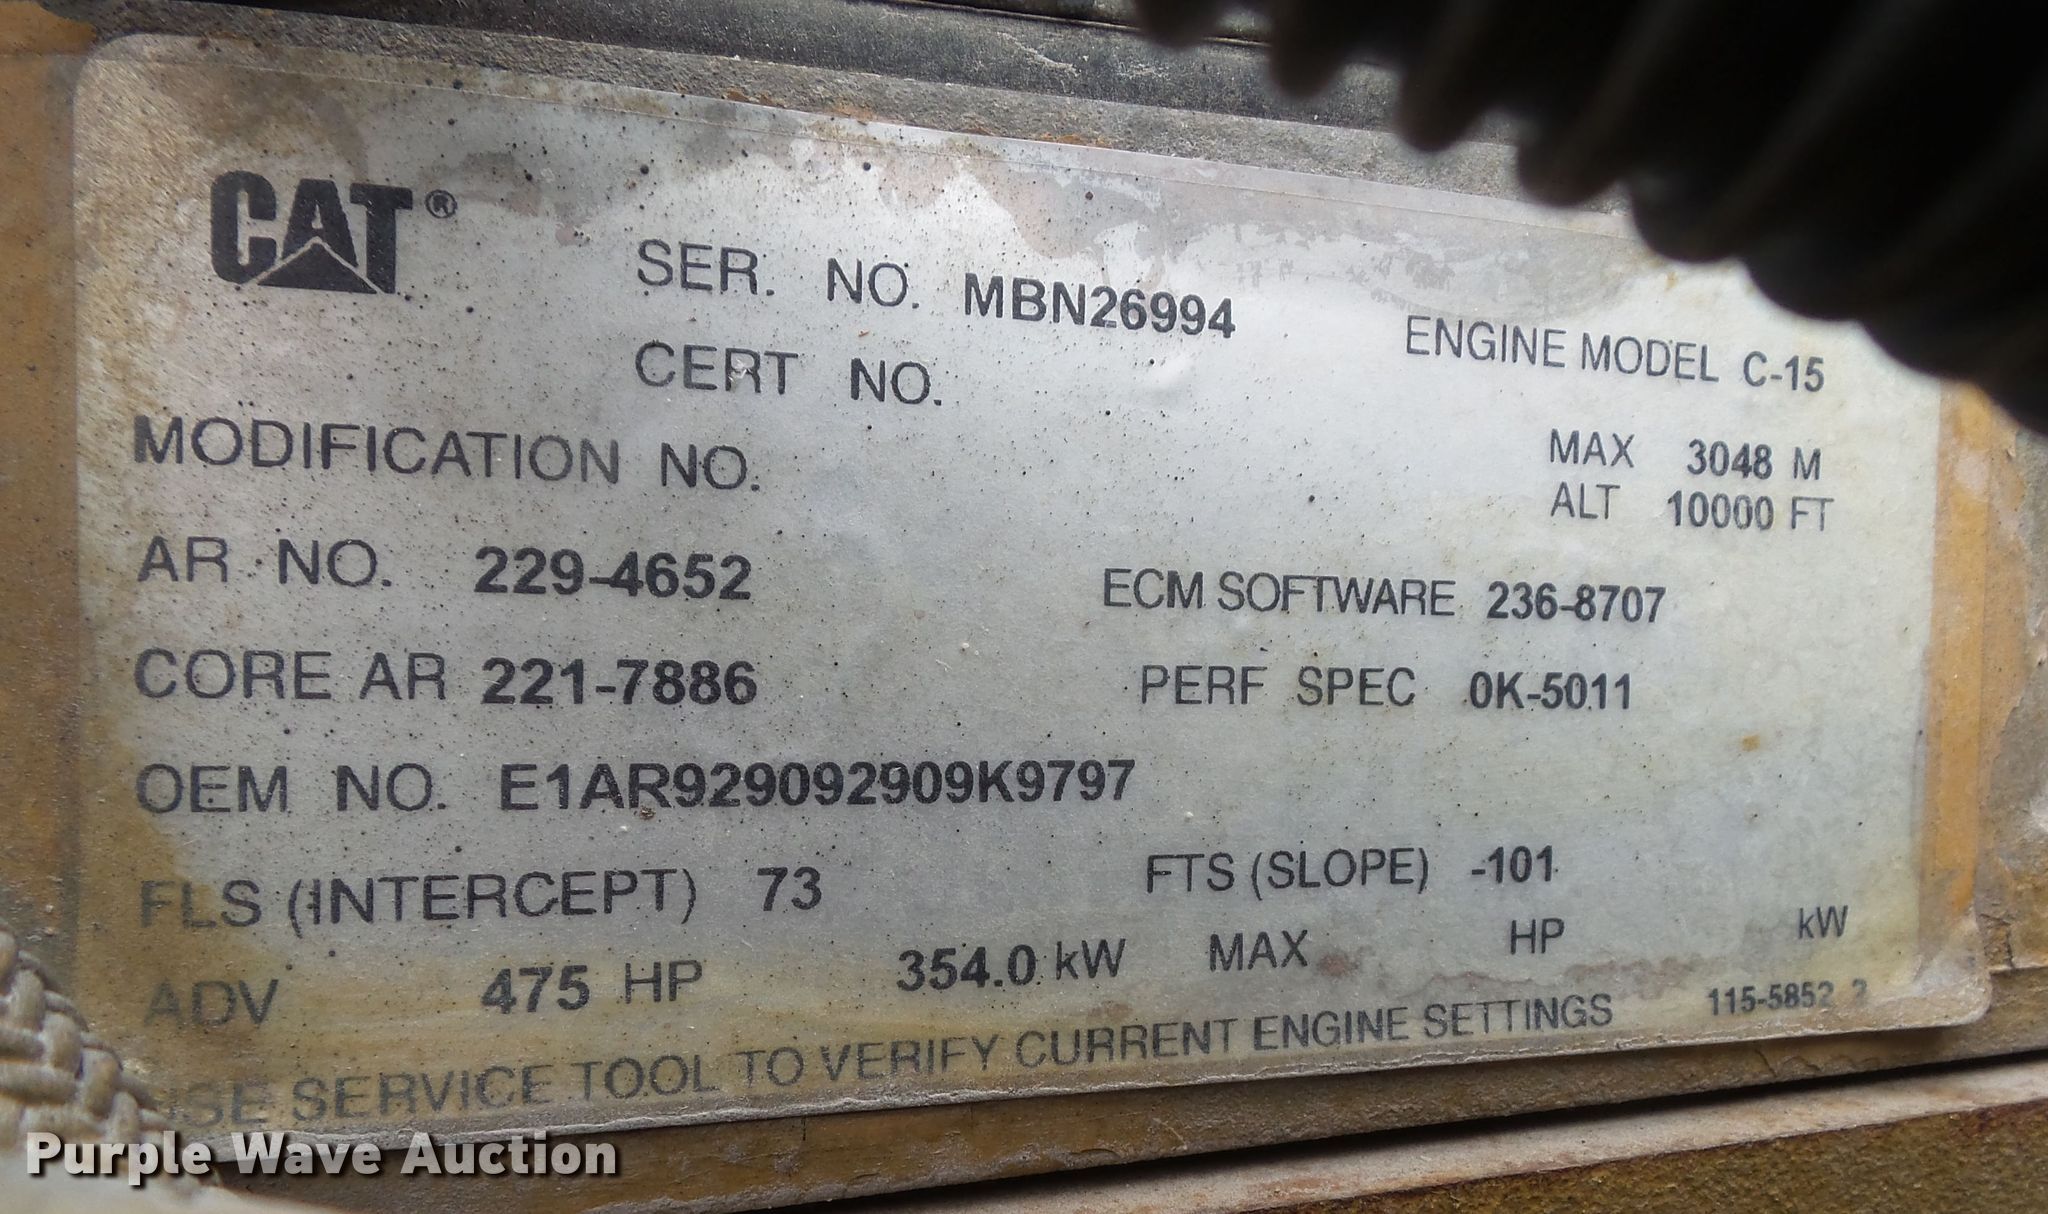 CAT®
SER. NO. MBN26994
ENGINE MODEL C-15
CERT NO.
MAX 3048 M
ALT 10000 FT
MODIFICATION NO.
AR NO. 229-4652
ECM SOFTWARE 236-8707
CORE AR 221-7886
PERF SPEC 0K-5011
OEM NO. E1AR929092909K9797
FLS (INTERCEPT) 73
FTS (SLOPE) -101
ADV 475 HP 354.0 kW MAX HP kW
115-5852 2
USE SERVICE TOOL TO VERIFY CURRENT ENGINE SETTINGS
Purple Wave Auction